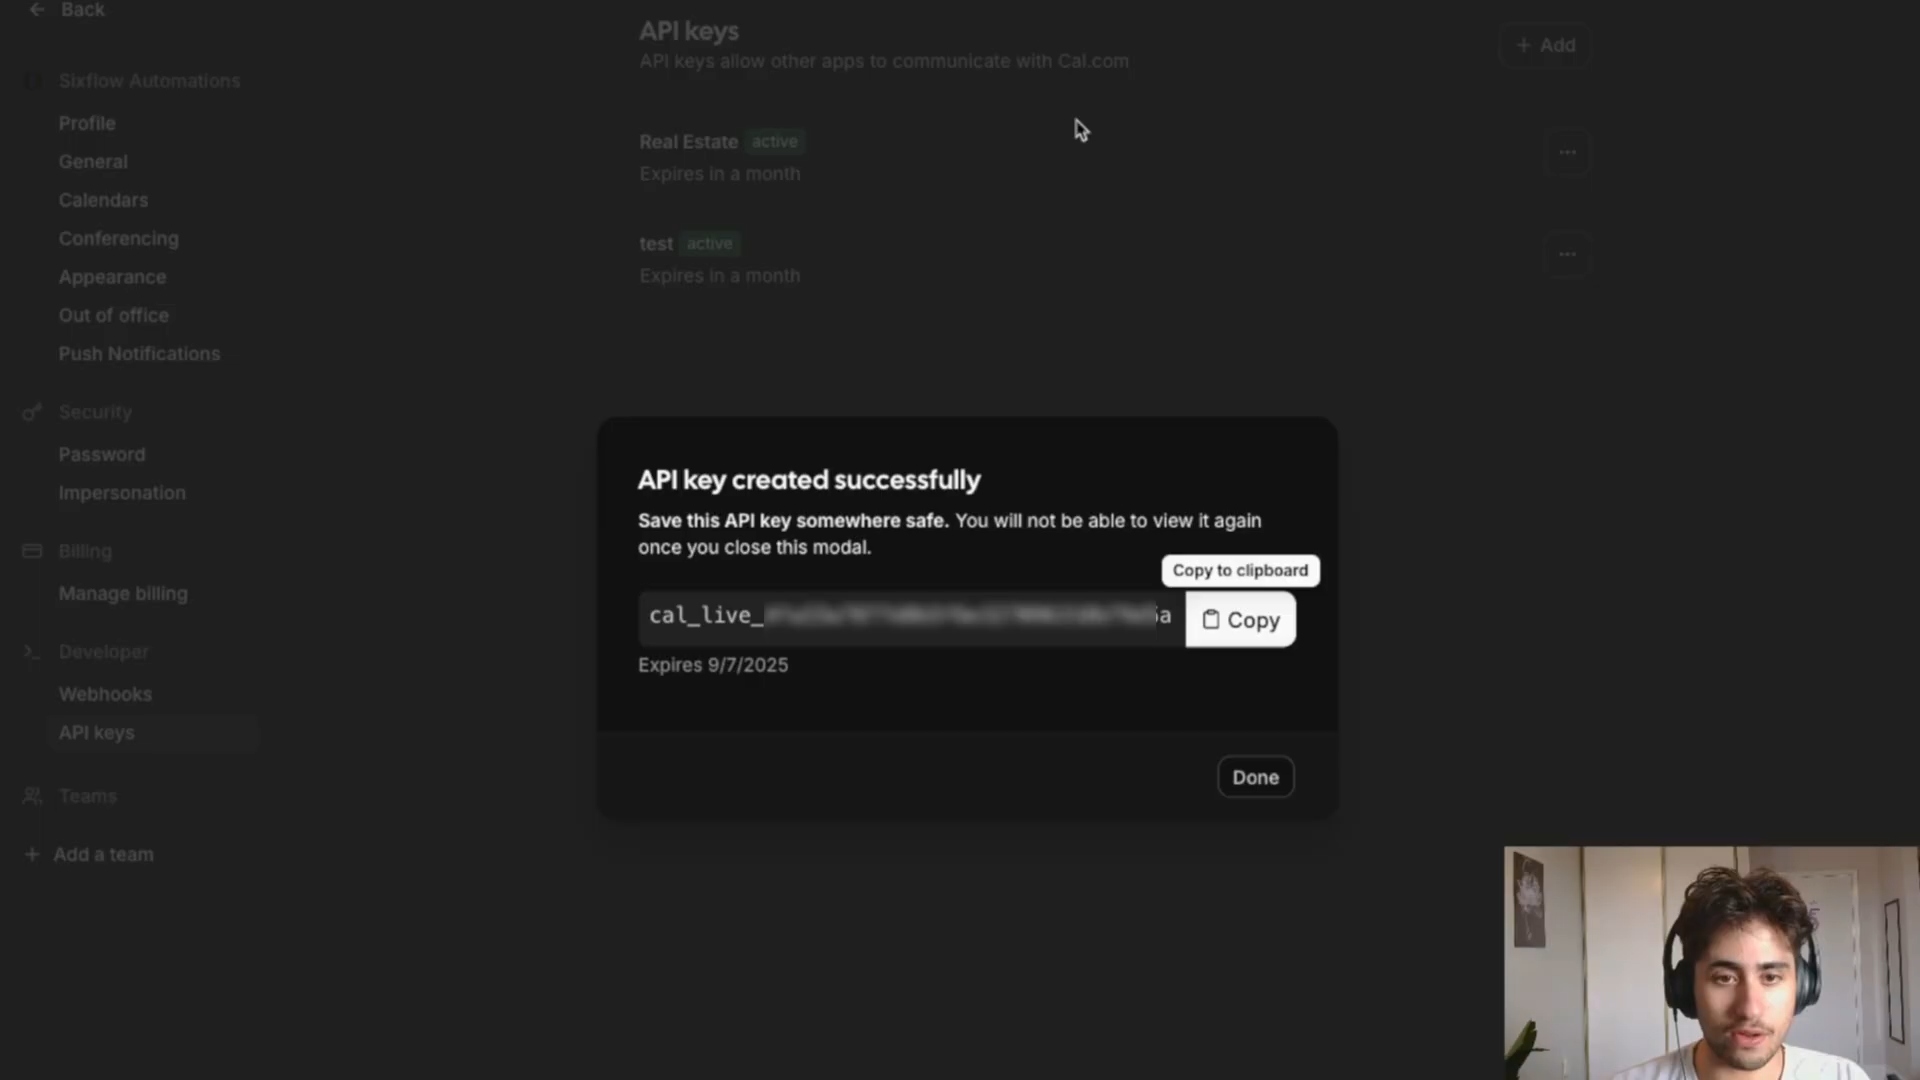 Back
Sixflow Automations
Profile
General
Calendars
Conferencing
Appearance
Out of office
Push Notifications
Security
Password
Impersonation
Billing
Manage billing
Developer
Webhooks
API keys
Teams
+ Add a team
API keys
API keys allow other apps to communicate with Cal.com
+ Add
Real Estate active
Expires in a month
...
test active
Expires in a month
...
API key created successfully
Save this API key somewhere safe. You will not be able to view it again
once you close this modal.
Copy to clipboard
cal_live_
Copy
Expires 9/7/2025
Done